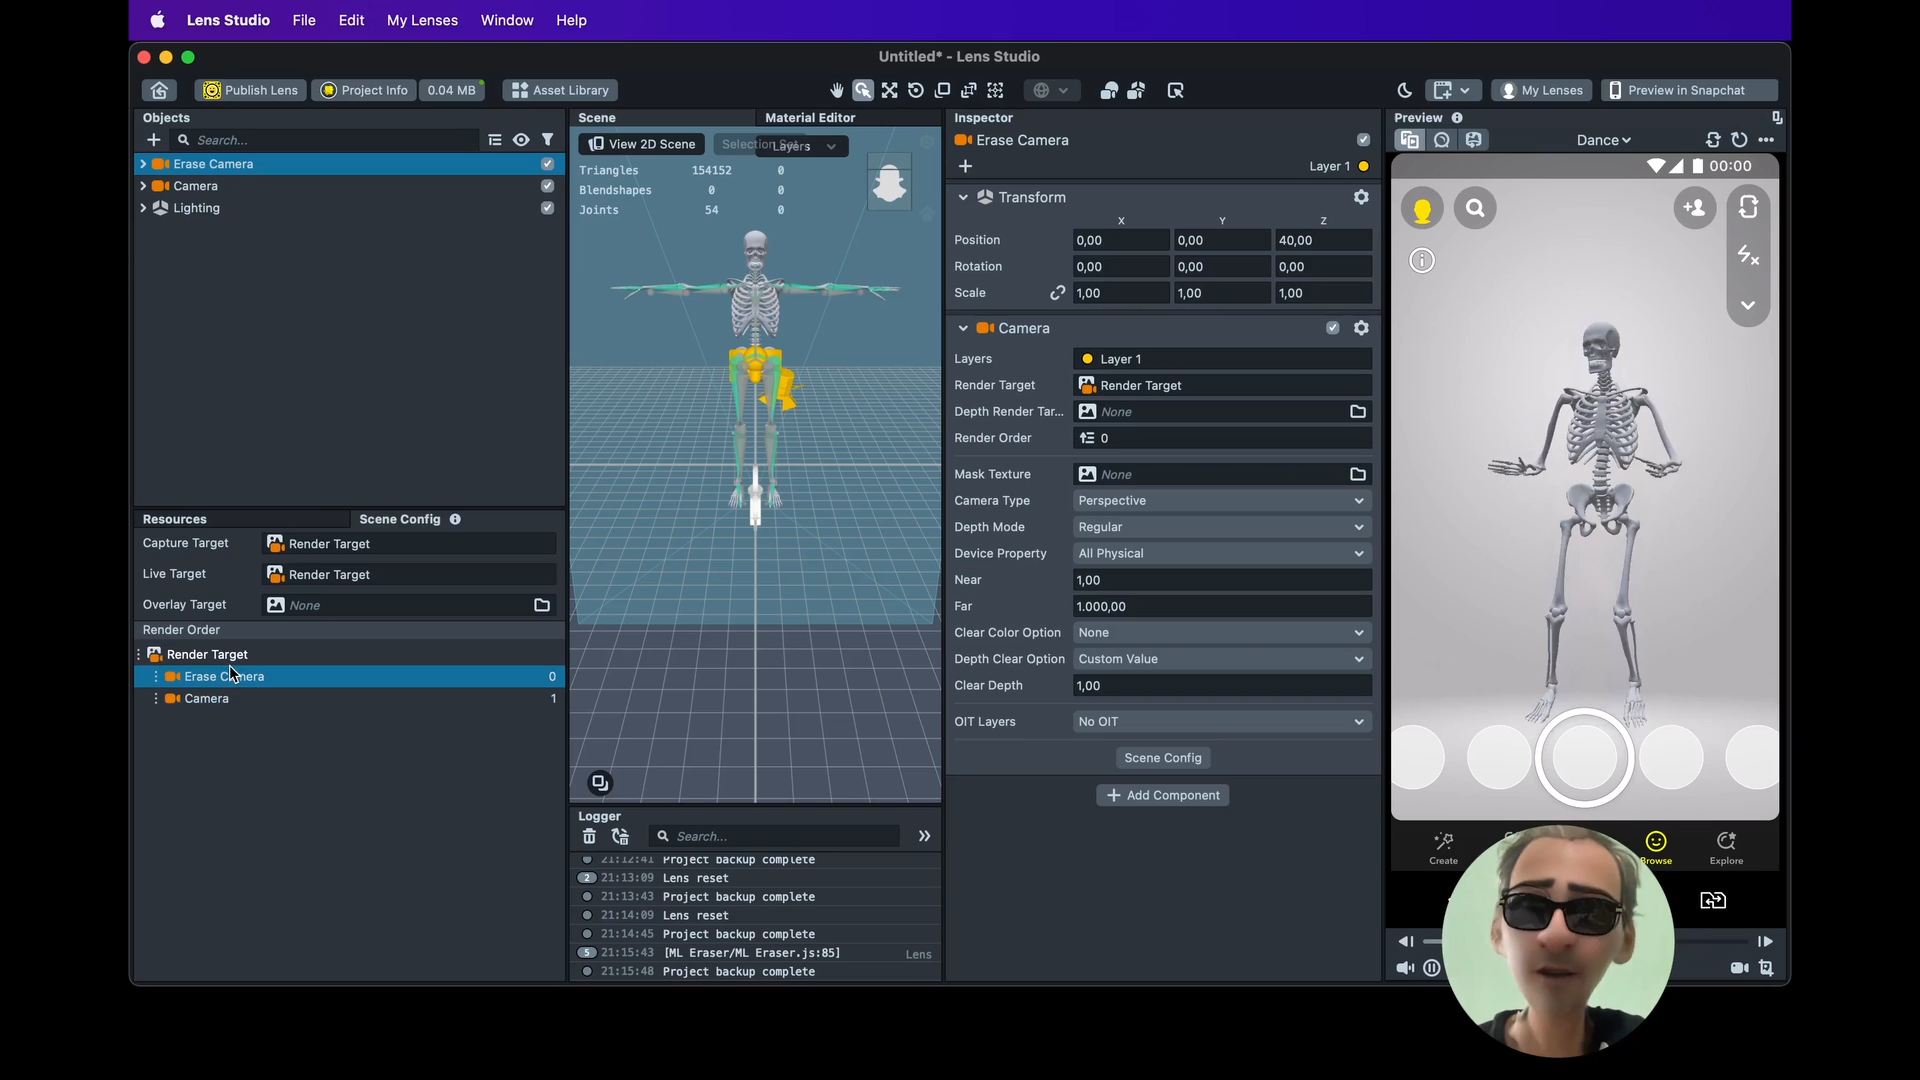 Lens Studio File Edit My Lenses Window Help
Untitled* - Lens Studio
Publish Lens Project Info 0.04 MB Asset Library My Lenses Preview in Snapchat
Objects
Search...
Erase Camera
Camera
Lighting
Resources Scene Config
Capture Target Render Target
Live Target Render Target
Overlay Target None
Render Order
Render Target
Erase Camera 0
Camera 1
Scene Material Editor
View 2D Scene Selection Layers
Triangles 154152 0
Blendshapes 0 0
Joints 54 0
Logger
Search...
21:12:41 Project backup complete
2 21:13:09 Lens reset
21:13:43 Project backup complete
21:14:09 Lens reset
21:14:45 Project backup complete
5 21:15:43 [ML Eraser/ML Eraser.js:85] Lens
21:15:48 Project backup complete
Inspector
Erase Camera
Layer 1
Transform
X Y Z
Position 0,00 0,00 40,00
Rotation 0,00 0,00 0,00
Scale 1,00 1,00 1,00
Camera
Layers Layer 1
Render Target Render Target
Depth Render Tar... None
Render Order 0
Mask Texture None
Camera Type Perspective
Depth Mode Regular
Device Property All Physical
Near 1,00
Far 1.000,00
Clear Color Option None
Depth Clear Option Custom Value
Clear Depth 1,00
OIT Layers No OIT
Scene Config
Add Component
Preview
Dance
00:00
Create Browse Explore